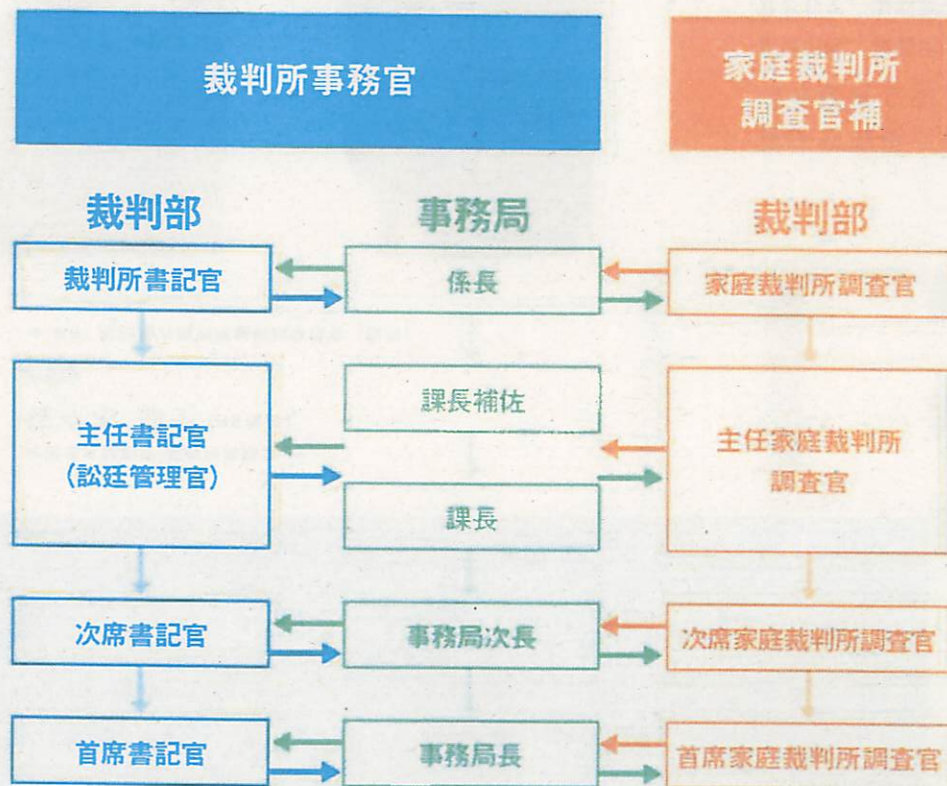 裁判所事務官
家庭裁判所
調査官補
裁判部
事務局
裁判部
裁判所書記官
係長
家庭裁判所調査官
主任書記官
(訟廷管理官)
課長補佐
課長
主任家庭裁判所
調査官
次席書記官
事務局次長
次席家庭裁判所調査官
首席書記官
事務局長
首席家庭裁判所調査官